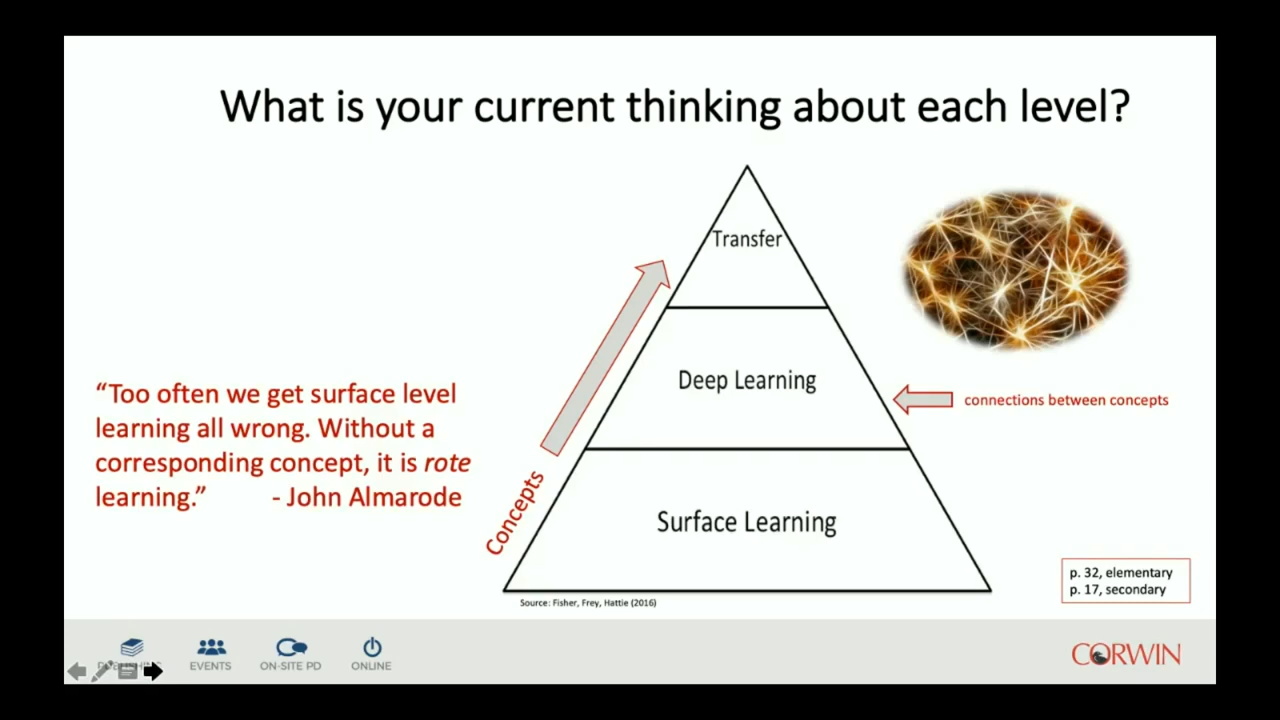 What is your current thinking about each level?
Transfer
Deep Learning
connections between concepts
“Too often we get surface level
learning all wrong. Without a
corresponding concept, it is rote
learning.” - John Almarode
Concepts
Surface Learning
p. 32, elementary
p. 17, secondary
Source: Fisher, Frey, Hattie (2016)
PUBLISHING
EVENTS
ON-SITE PD
ONLINE
CORWIN